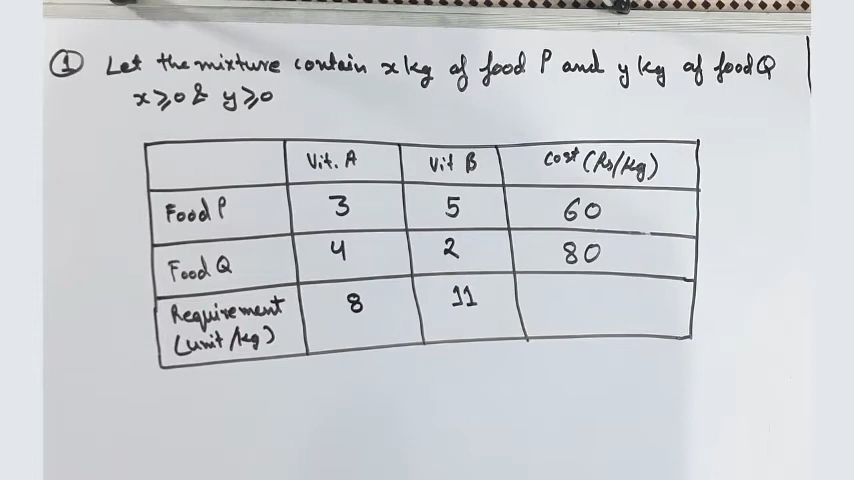 ① Let the mixture contain x kg of food P and y kg of food Q
x ⩾ 0 & y ⩾ 0
Vit. A Vit B Cost (Rs/kg)
Food P 3 5 60
Food Q 4 2 80
Requirement 8 11
(unit/kg)